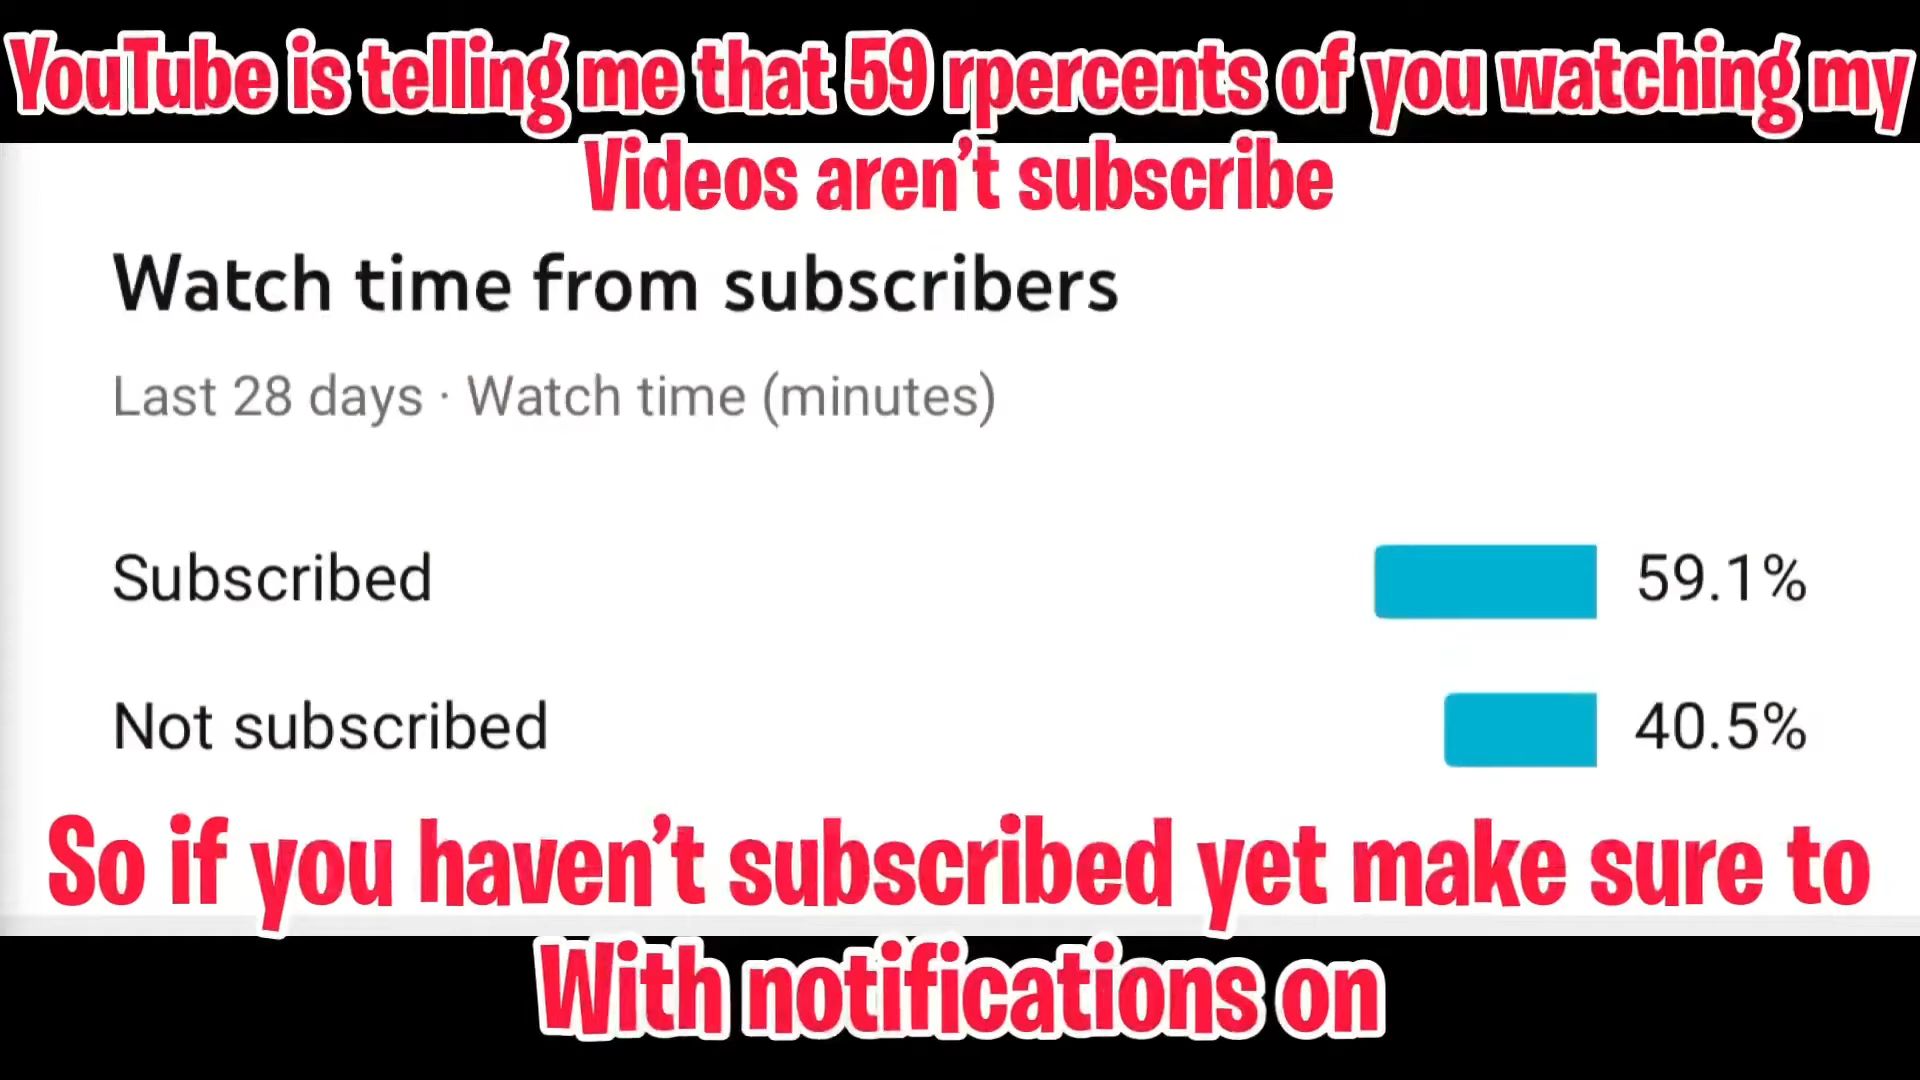 YouTube is telling me that 59 rpercents of you watching my
Videos aren't subscribe
Watch time from subscribers
Last 28 days · Watch time (minutes)
Subscribed 59.1%
Not subscribed 40.5%
So if you haven't subscribed yet make sure to
With notifications on